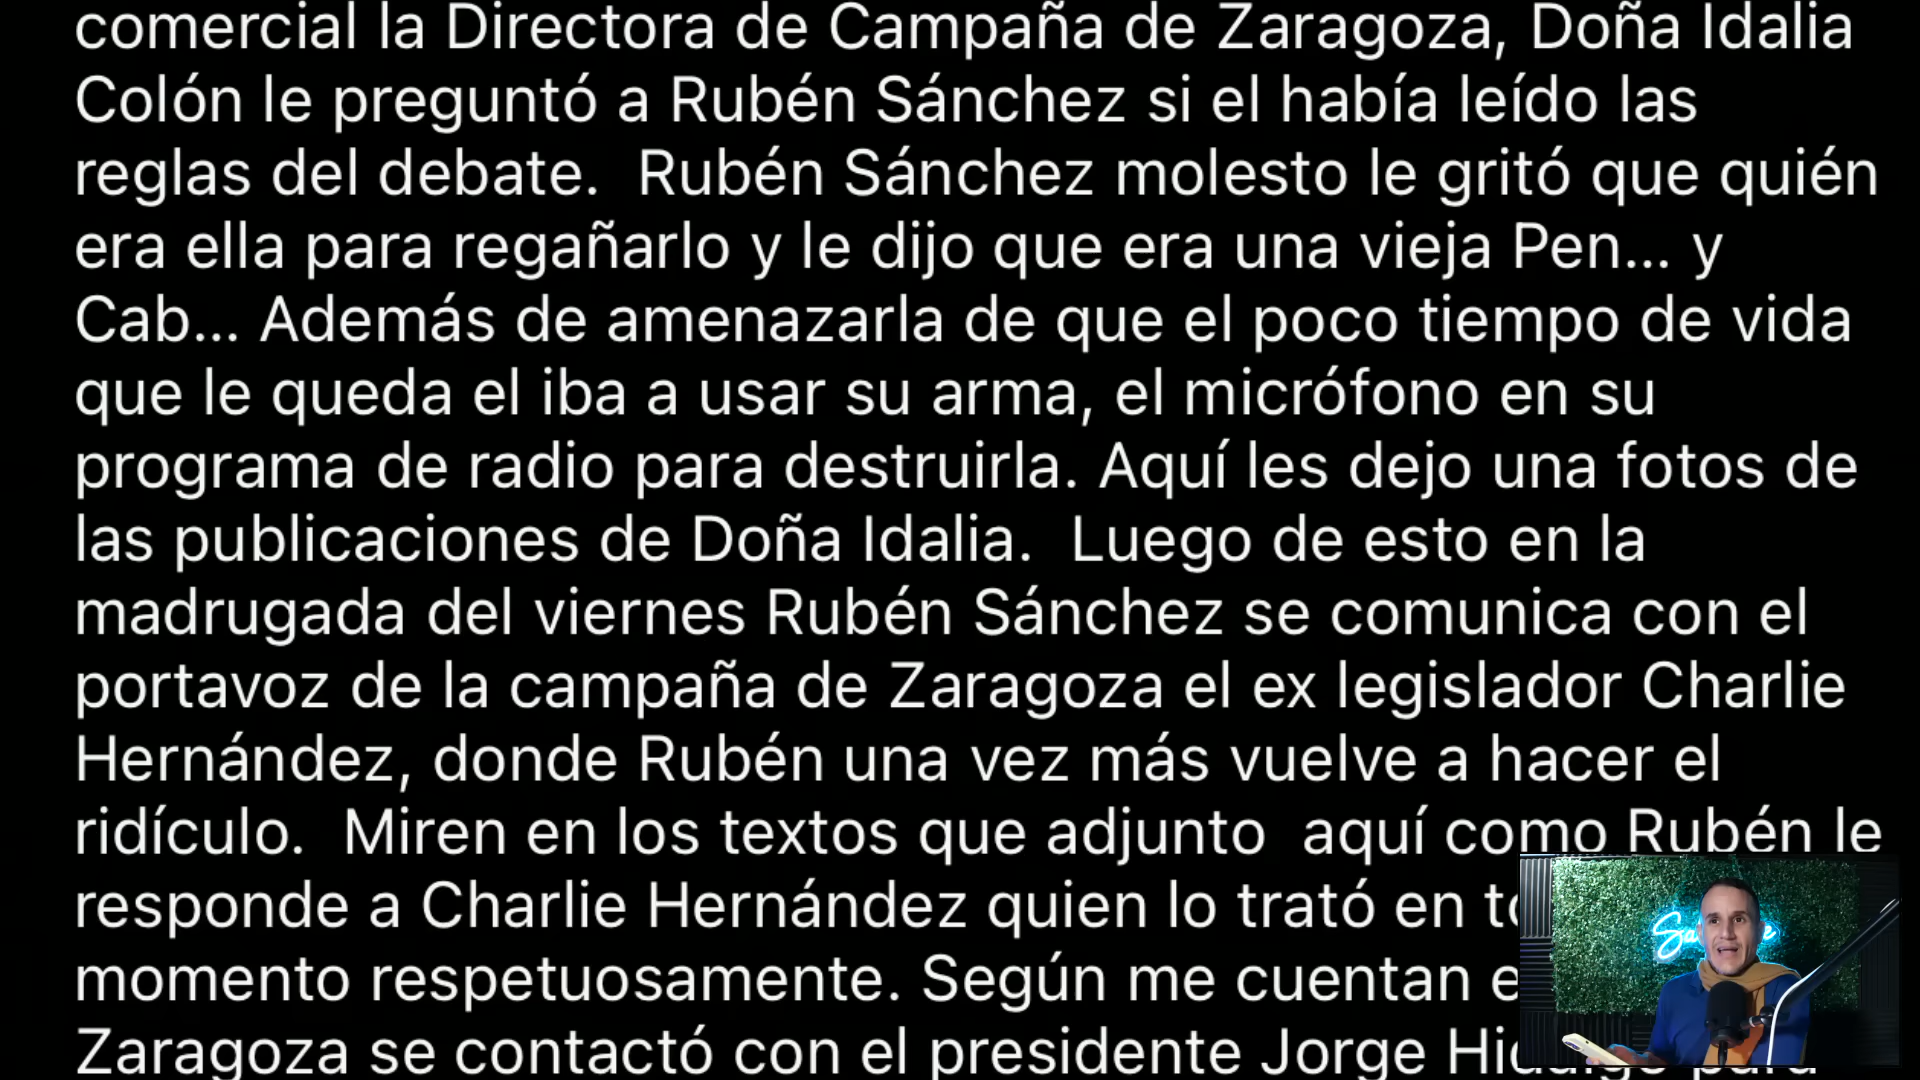 comercial la Directora de Campaña de Zaragoza, Doña Idalia
Colón le preguntó a Rubén Sánchez si el había leído las
reglas del debate.  Rubén Sánchez molesto le gritó que quién
era ella para regañarlo y le dijo que era una vieja Pen... y
Cab... Además de amenazarla de que el poco tiempo de vida
que le queda el iba a usar su arma, el micrófono en su
programa de radio para destruirla. Aquí les dejo una fotos de
las publicaciones de Doña Idalia.  Luego de esto en la
madrugada del viernes Rubén Sánchez se comunica con el
portavoz de la campaña de Zaragoza el ex legislador Charlie
Hernández, donde Rubén una vez más vuelve a hacer el
ridículo.  Miren en los textos que adjunto  aquí como Rubén le
responde a Charlie Hernández quien lo trató en
momento respetuosamente. Según me cuentan
Zaragoza se contactó con el presidente Jorge Hidalgo para